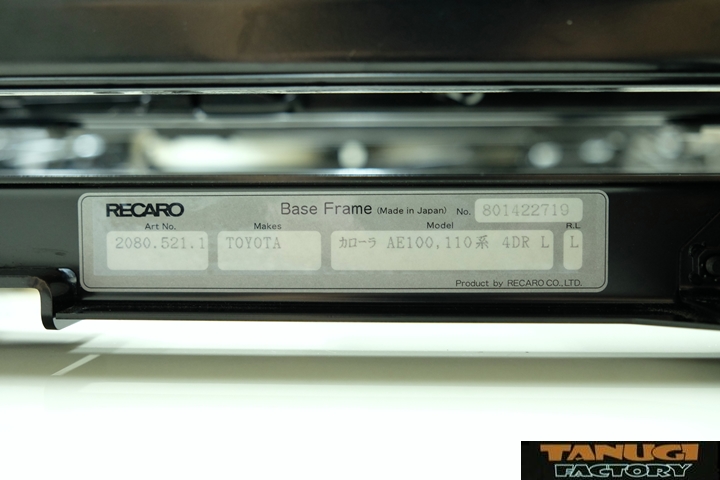 RECARO Base Frame (Made in Japan) No. 801422719
Art No. Makes Model R.L
2080.521.1 TOYOTA カローラ AE100,110系 4DR L L
Product by RECARO CO.,LTD.
TANUGI
FACTORY